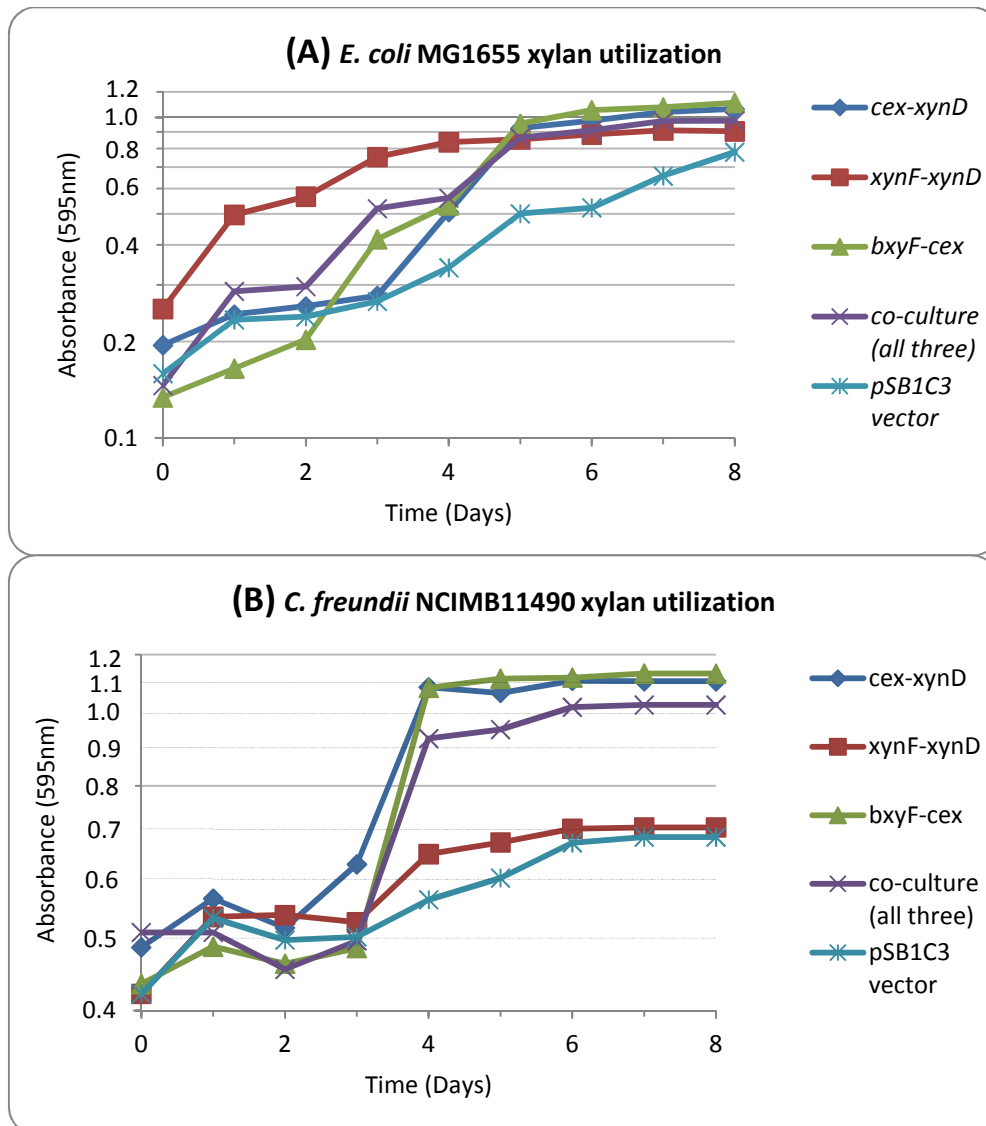 (A) E. coli MG1655 xylan utilization
1.2
1.0
0.8
0.6
0.4
0.2
0.1
Absorbance (595nm)
0 2 4 6 8
Time (Days)
cex-xynD
xynF-xynD
bxyF-cex
co-culture
(all three)
pSB1C3
vector
(B) C. freundii NCIMB11490 xylan utilization
1.2
1.1
1.0
0.9
0.8
0.7
0.6
0.5
0.4
Absorbance (595nm)
0 2 4 6 8
Time (Days)
cex-xynD
xynF-xynD
bxyF-cex
co-culture
(all three)
pSB1C3
vector